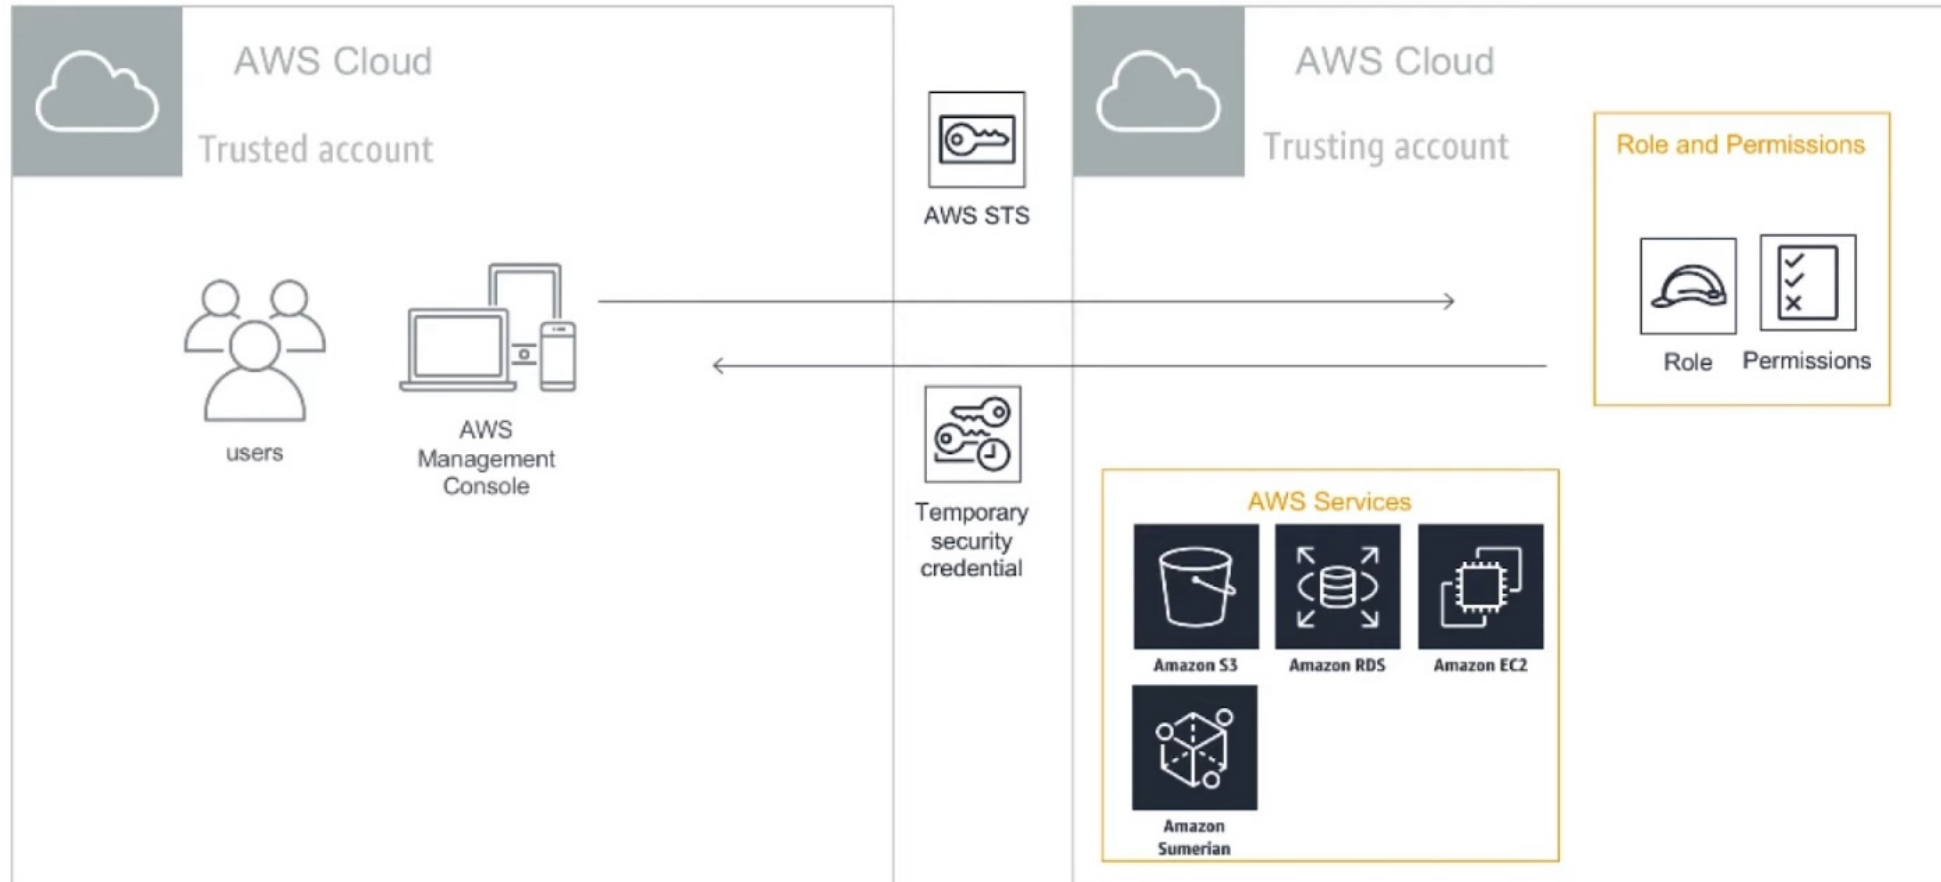 AWS Cloud
Trusted account
users
AWS
Management
Console
AWS STS
Temporary
security
credential
AWS Cloud
Trusting account
Role and Permissions
Role
Permissions
AWS Services
Amazon S3
Amazon RDS
Amazon EC2
Amazon
Sumerian